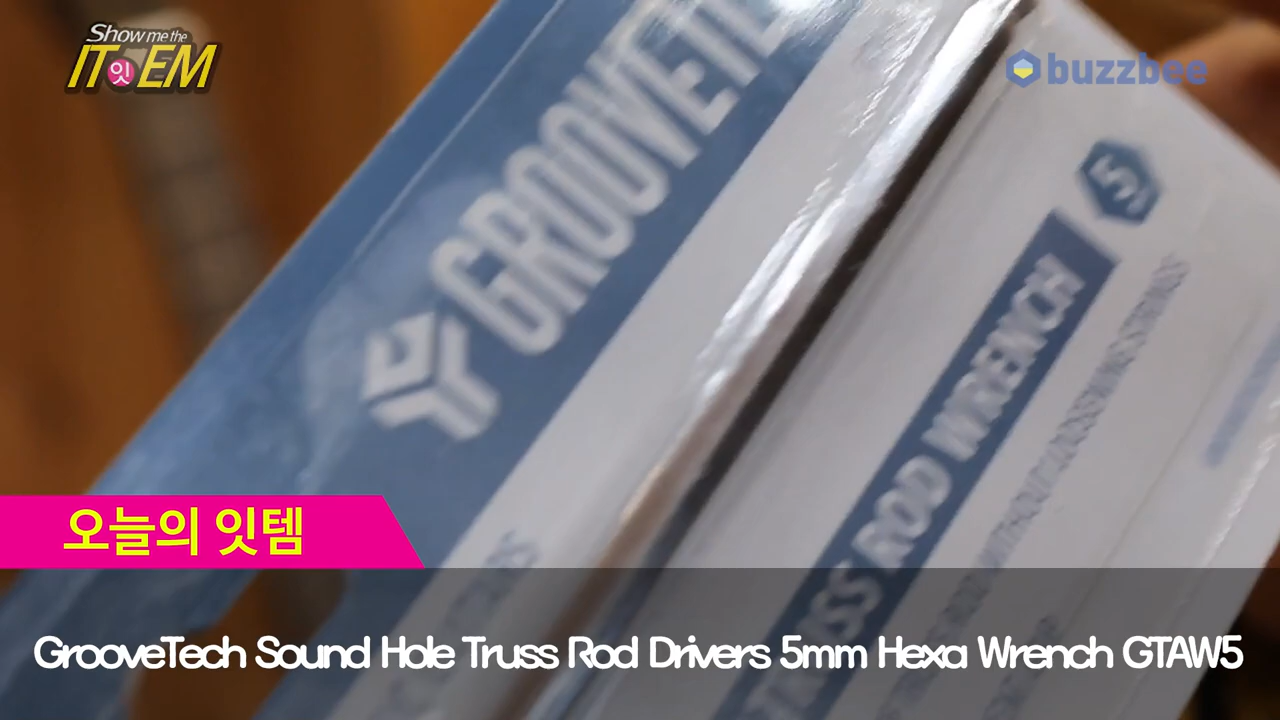 Show me the
IT잇EM
buzzbee
GROOVETE
5
TRUSS ROD WRENCH
오늘의 잇템
GrooveTech Sound Hole Truss Rod Drivers 5mm Hexa Wrench GTAW5